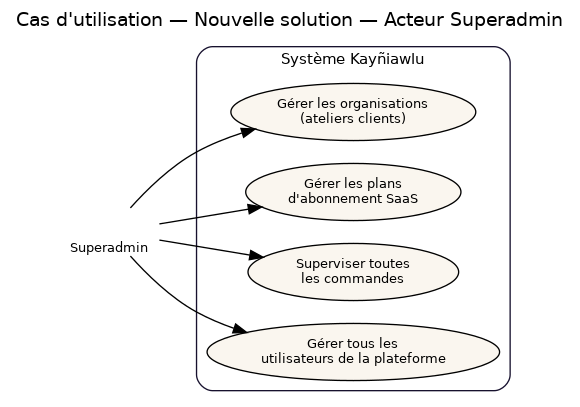 Cas d'utilisation — Nouvelle solution — Acteur Superadmin
Système Kayñiawlu
Gérer les organisations
(ateliers clients)
Gérer les plans
d'abonnement SaaS
Superadmin
Superviser toutes
les commandes
Gérer tous les
utilisateurs de la plateforme